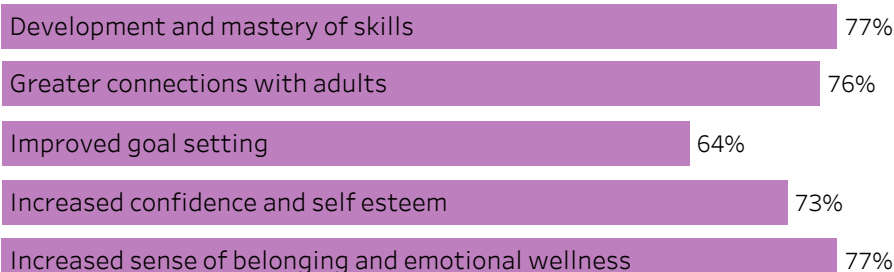 Development and mastery of skills 77%
Greater connections with adults 76%
Improved goal setting 64%
Increased confidence and self esteem 73%
Increased sense of belonging and emotional wellness 77%